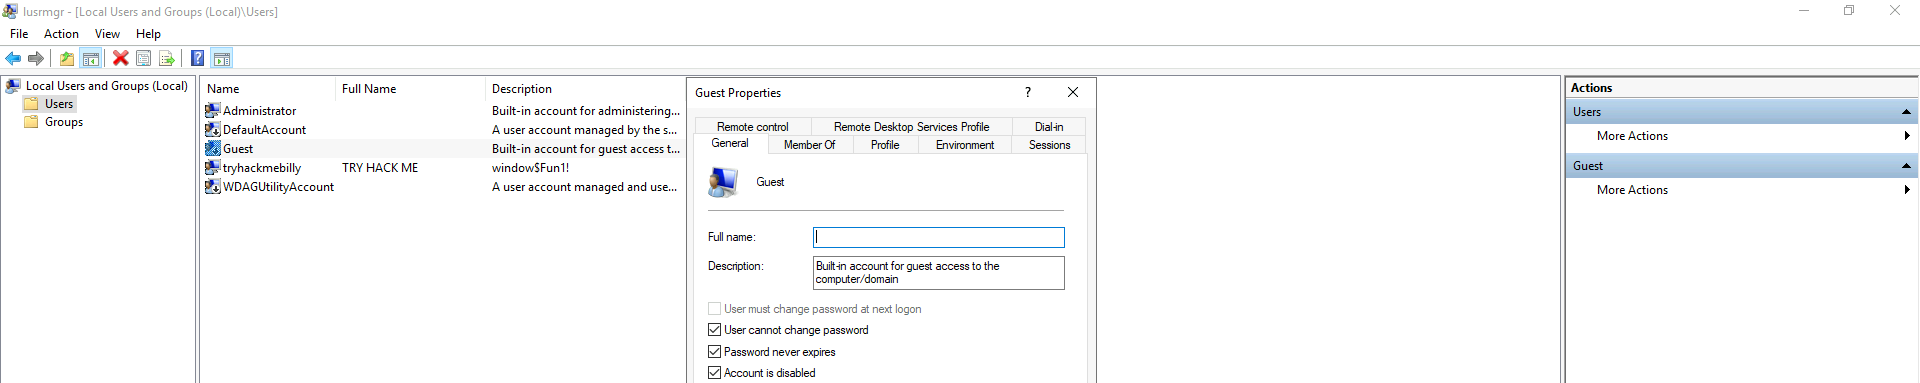 lusrmgr - [Local Users and Groups (Local)\Users]
File Action View Help
Local Users and Groups (Local)
Users
Groups
Name Full Name Description
Administrator Built-in account for administering...
DefaultAccount A user account managed by the s...
Guest Built-in account for guest access t...
tryhackmebilly TRY HACK ME window$Fun1!
WDAGUtilityAccount A user account managed and use...
Guest Properties ?
Remote control Remote Desktop Services Profile Dial-in
General Member Of Profile Environment Sessions
Guest
Full name:
Description: Built-in account for guest access to the
computer/domain
User must change password at next logon
User cannot change password
Password never expires
Account is disabled
Actions
Users
More Actions
Guest
More Actions